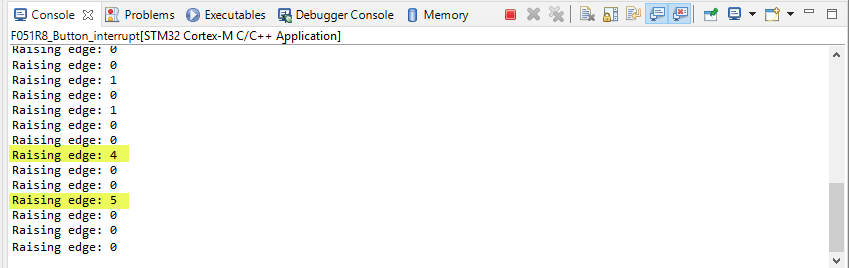 Console Problems Executables Debugger Console Memory
F051R8_Button_interrupt[STM32 Cortex-M C/C++ Application]
Raising edge: 0
Raising edge: 0
Raising edge: 1
Raising edge: 0
Raising edge: 1
Raising edge: 0
Raising edge: 0
Raising edge: 4
Raising edge: 0
Raising edge: 0
Raising edge: 5
Raising edge: 0
Raising edge: 0
Raising edge: 0